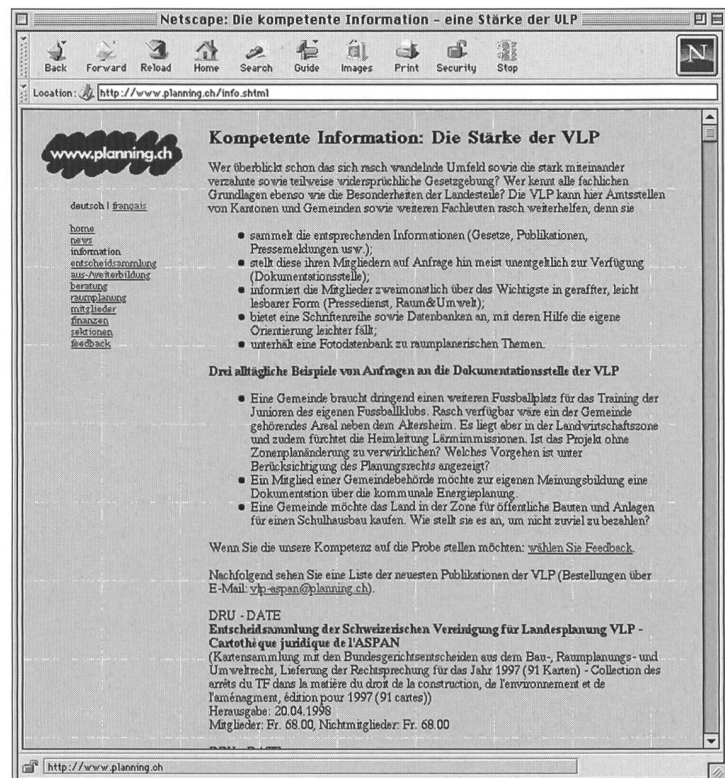 Netscape: Die kompetente Information - eine Stärke der VLP
Back Forward Reload Home Search Guide Images Print Security Stop
N
Location: http://www.planning.ch/info.shtml
www.planning.ch
deutsch | français
home
news
information
entscheidsammlung
aus-/weiterbildung
beratung
raumplanung
mitglieder
finanzen
sektionen
feedback
Kompetente Information: Die Stärke der VLP
Wer überblickt schon das sich rasch wandelnde Umfeld sowie die stark miteinander
verzahnte sowie teilweise widersprüchliche Gesetzgebung? Wer kennt alle fachlichen
Grundlagen ebenso wie die Besonderheiten der Landesteile? Die VLP kann hier Amtsstellen
von Kantonen und Gemeinden sowie weiteren Fachleuten rasch weiterhelfen, denn sie
• sammelt die entsprechenden Informationen (Gesetze, Publikationen,
Pressemeldungen usw.);
• stellt diese ihren Mitgliedern auf Anfrage hin meist unentgeltlich zur Verfügung
(Dokumentationsstelle);
• informiert die Mitglieder zweimonatlich über das Wichtigste in geraffter, leicht
lesbarer Form (Pressedienst, Raum&Umwelt);
• bietet eine Schriftenreihe sowie Datenbanken an, mit deren Hilfe die eigene
Orientierung leichter fällt;
• unterhält eine Fotodatenbank zu raumplanerischen Themen.
Drei alltägliche Beispiele von Anfragen an die Dokumentationsstelle der VLP
• Eine Gemeinde braucht dringend einen weiteren Fussballplatz für das Training der
Junioren des eigenen Fussballklubs. Rasch verfügbar wäre ein der Gemeinde
gehörendes Areal neben dem Altersheim. Es liegt aber in der Landwirtschaftszone
und zudem fürchtet die Heimleitung Lärmimmissionen. Ist das Projekt ohne
Zonenplanänderung zu verwirklichen? Welches Vorgehen ist unter
Berücksichtigung des Planungsrechts angezeigt?
• Ein Mitglied einer Gemeindebehörde möchte zur eigenen Meinungsbildung eine
Dokumentation über die kommunale Energieplanung.
• Eine Gemeinde möchte das Land in der Zone für öffentliche Bauten und Anlagen
für einen Schulhausbau kaufen. Wie stellt sie es an, um nicht zuviel zu bezahlen?
Wenn Sie die unsere Kompetenz auf die Probe stellen möchten: wählen Sie Feedback.
Nachfolgend sehen Sie eine Liste der neuesten Publikationen der VLP (Bestellungen über
E-Mail: vlp-aspan@planning.ch).
DRU - DATE
Entscheidsammlung der Schweizerischen Vereinigung für Landesplanung VLP -
Cartothèque juridique de l'ASPAN
(Kartensammlung mit den Bundesgerichtsentscheiden aus dem Bau-, Raumplanungs- und
Umweltrecht, Lieferung der Rechtsprechung für das Jahr 1997 (91 Karten) - Collection des
arrêts du TF dans la matière du droit de la construction, de l'environnement et de
l'aménagment, édition pour 1997 (91 cartes))
Herausgabe: 20.04.1998
Mitglieder: Fr. 68.00, Nichtmitglieder: Fr. 68.00
DRU - DATE
http://www.planning.ch